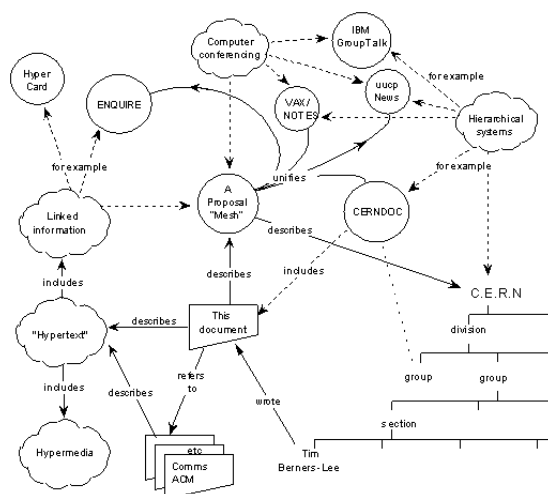 IBM
GroupTalk
Computer
conferencing
Hyper
Card
ENQUIRE
VAX/
NOTES
uucp
News
for example
Hierarchical
systems
for example
for example
unifies
Linked
information
A
Proposal
"Mesh"
CERNDOC
describes
includes
describes
includes
C.E.R.N
This
document
"Hypertext"
describes
division
includes
refers
to
describes
wrote
group
group
section
Hypermedia
etc
Comms
ACM
Tim
Berners-Lee